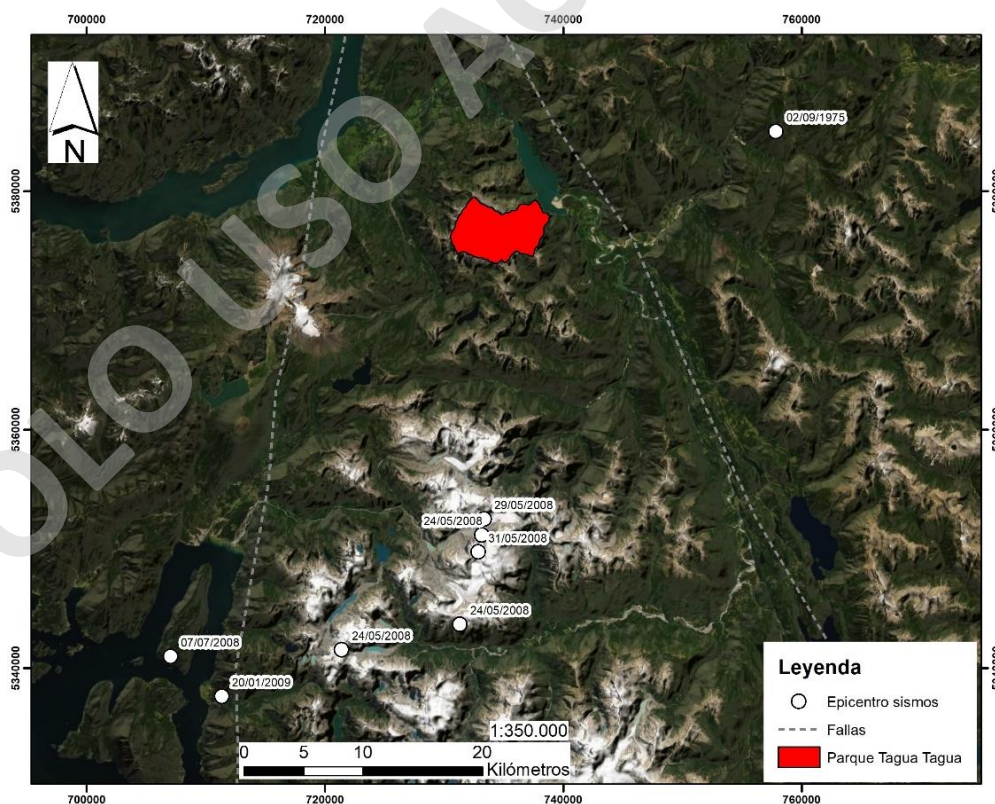 700000 720000 740000 760000
N
02/09/1975
5380000
5360000
5340000
29/05/2008
24/05/2008
31/05/2008
24/05/2008
24/05/2008
07/07/2008
20/01/2009
1:350.000
0 5 10 20
Kilómetros
Leyenda
Epicentro sismos
Fallas
Parque Tagua Tagua
700000 720000 740000 760000
OLO USO A